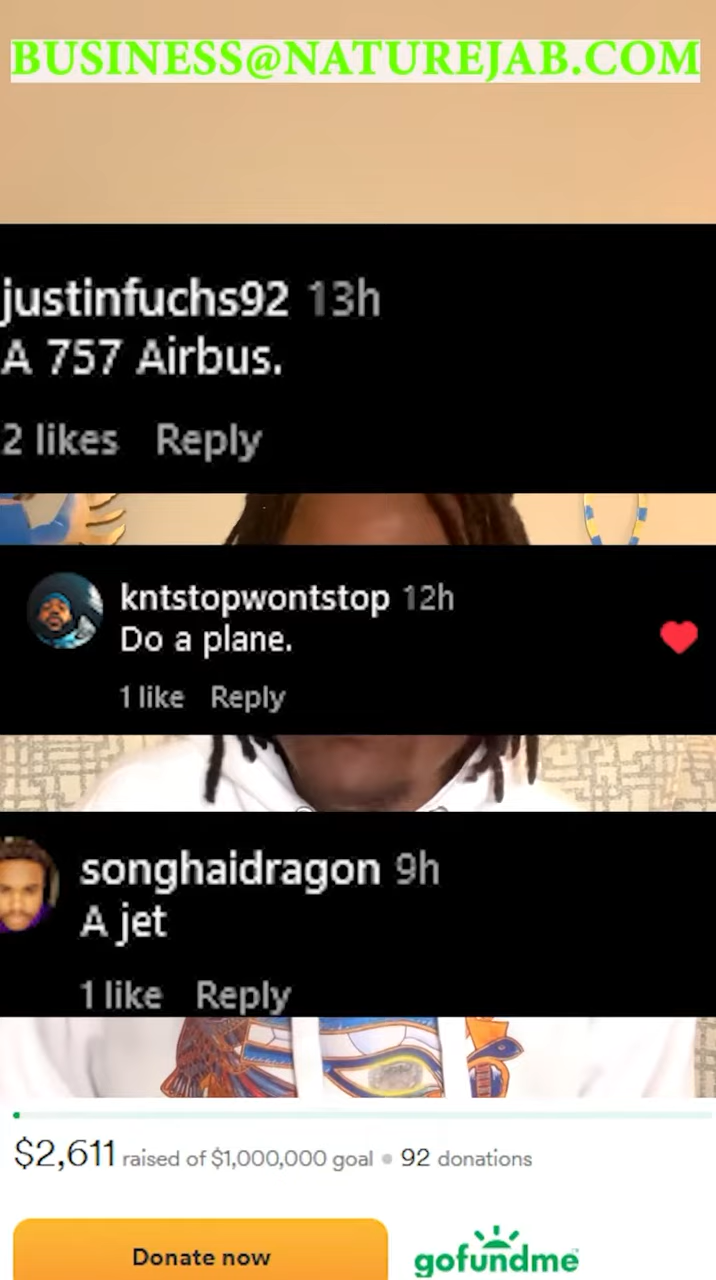 BUSINESS@NATUREJAB.COM
justinfuchs92 13h
A 757 Airbus.
2 likes Reply
kntstopwontstop 12h
Do a plane.
1 like Reply
songhaidragon 9h
A jet
1 like Reply
$2,611 raised of $1,000,000 goal • 92 donations
Donate now
gofundme